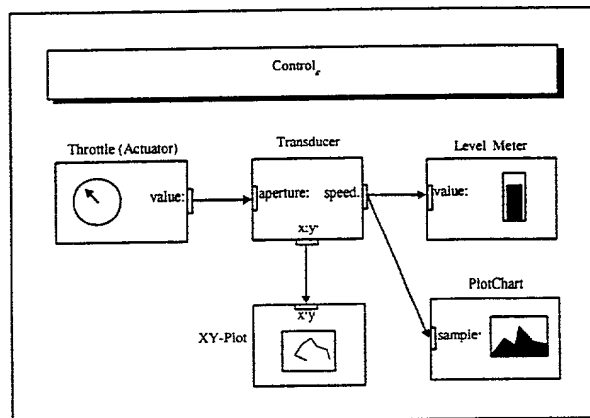 Control
Transducer
Throttle (Actuator)
Level Meter
value:
aperture:
speed.
value:
x:y
PlotChart
x:y
XY-Plot
sample: